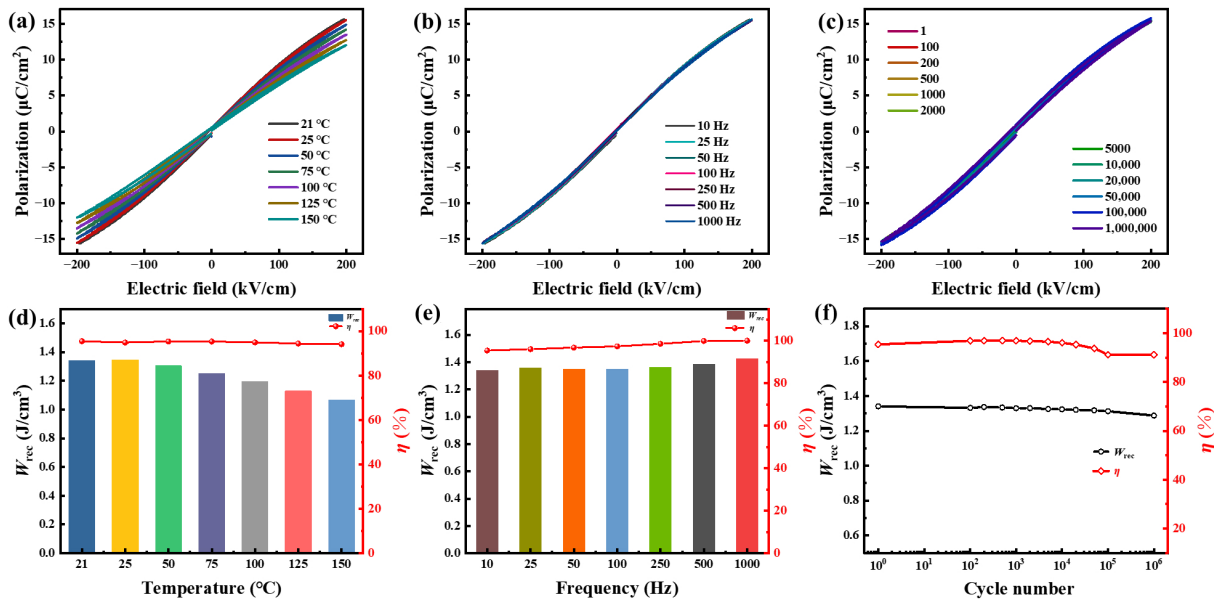 (a)
15
10
5
0
−5
−10
−15
Polarization (μC/cm2)
21 °C
25 °C
50 °C
75 °C
100 °C
125 °C
150 °C
−200 −100 0 100 200
Electric field (kV/cm)
(b)
15
10
5
0
−5
−10
−15
Polarization (μC/cm2)
10 Hz
25 Hz
50 Hz
100 Hz
250 Hz
500 Hz
1000 Hz
−200 −100 0 100 200
Electric field (kV/cm)
(c)
15
10
5
0
−5
−10
−15
Polarization (μC/cm2)
1
100
200
500
1000
2000
5000
10,000
20,000
50,000
100,000
1,000,000
−200 −100 0 100 200
Electric field (kV/cm)
(d)
Wrec
η
1.6
1.4
1.2
1.0
0.8
0.6
0.4
0.2
0.0
Wrec (J/cm3)
100
80
60
40
20
0
η (%)
21 25 50 75 100 125 150
Temperature (°C)
(e)
Wrec
η
1.6
1.4
1.2
1.0
0.8
0.6
0.4
0.2
0.0
Wrec (J/cm3)
100
80
60
40
20
0
η (%)
10 25 50 100 250 500 1000
Frequency (Hz)
(f)
1.8
1.6
1.4
1.3
1.2
1.0
0.8
0.6
Wrec (J/cm3)
Wrec
η
100
80
70
60
40
20
η (%)
100 101 102 103 104 105 106
Cycle number